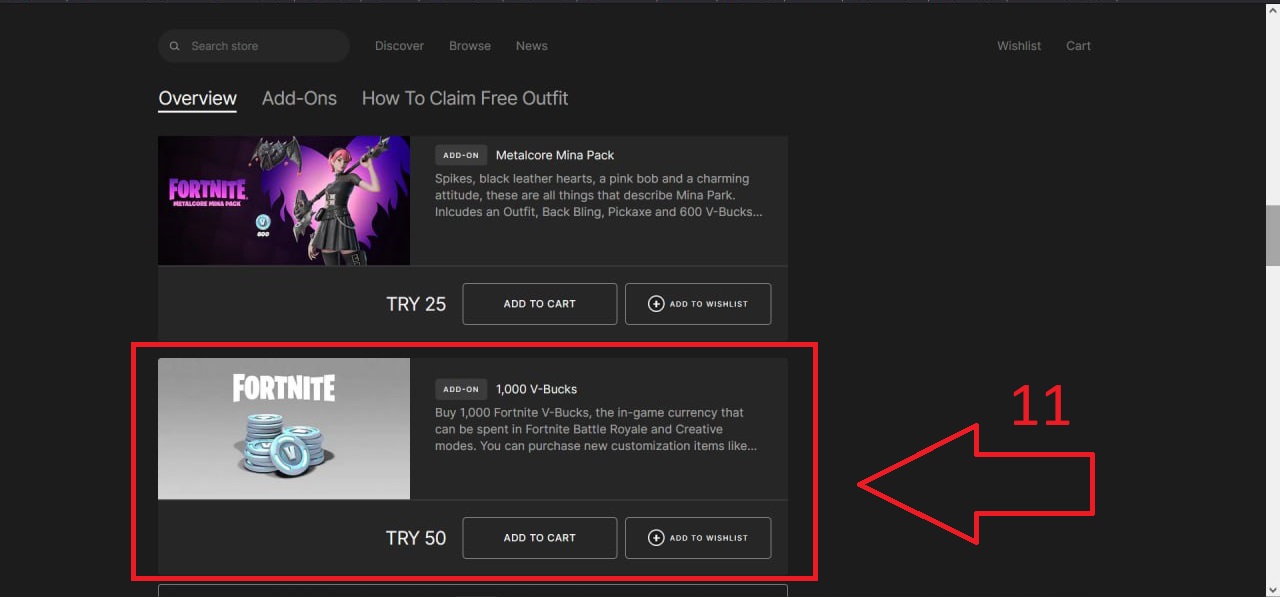 Search store
Discover
Browse
News
Wishlist
Cart
Overview
Add-Ons
How To Claim Free Outfit
FORTNITE
METALCORE MINA PACK
600
ADD-ON
Metalcore Mina Pack
Spikes, black leather hearts, a pink bob and a charming
attitude, these are all things that describe Mina Park.
Inlcudes an Outfit, Back Bling, Pickaxe and 600 V-Bucks...
TRY 25
ADD TO CART
ADD TO WISHLIST
FORTNITE
V
ADD-ON
1,000 V-Bucks
Buy 1,000 Fortnite V-Bucks, the in-game currency that
can be spent in Fortnite Battle Royale and Creative
modes. You can purchase new customization items like...
TRY 50
ADD TO CART
ADD TO WISHLIST
11